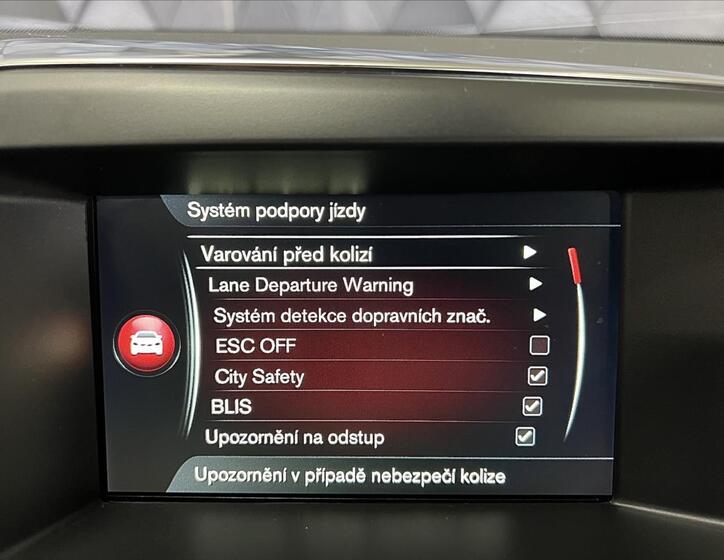 Systém podpory jízdy
Varování před kolizí
Lane Departure Warning
Systém detekce dopravních znač.
ESC OFF
City Safety
BLIS
Upozornění na odstup
Upozornění v případě nebezpečí kolize